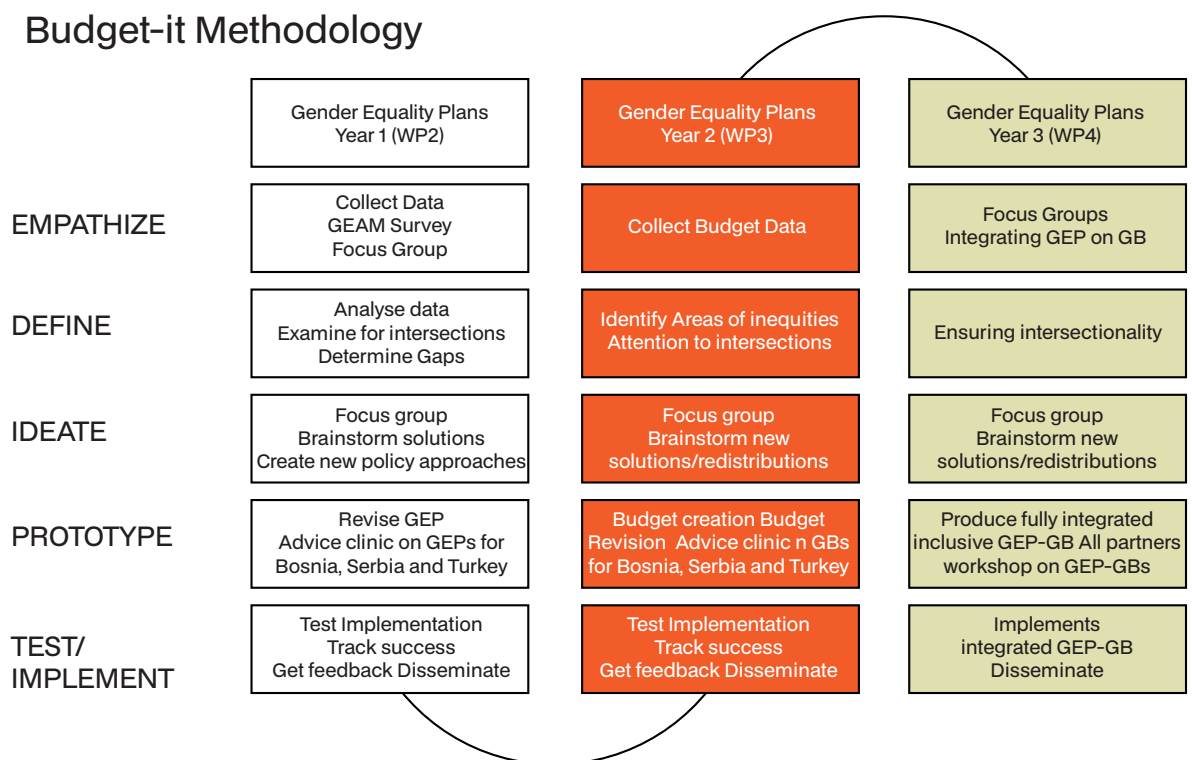 Budget-it Methodology
Gender Equality Plans
Year 1 (WP2)
Gender Equality Plans
Year 2 (WP3)
Gender Equality Plans
Year 3 (WP4)
EMPATHIZE
Collect Data
GEAM Survey
Focus Group
Collect Budget Data
Focus Groups
Integrating GEP on GB
DEFINE
Analyse data
Examine for intersections
Determine Gaps
Identify Areas of inequities
Attention to intersections
Ensuring intersectionality
IDEATE
Focus group
Brainstorm solutions
Create new policy approaches
Focus group
Brainstorm new
solutions/redistributions
Focus group
Brainstorm new
solutions/redistributions
PROTOTYPE
Revise GEP
Advice clinic on GEPs for
Bosnia, Serbia and Turkey
Budget creation Budget
Revision Advice clinic n GBs
for Bosnia, Serbia and Turkey
Produce fully integrated
inclusive GEP-GB All partners
workshop on GEP-GBs
TEST/
IMPLEMENT
Test Implementation
Track success
Get feedback Disseminate
Test Implementation
Track success
Get feedback Disseminate
Implements
integrated GEP-GB
Disseminate